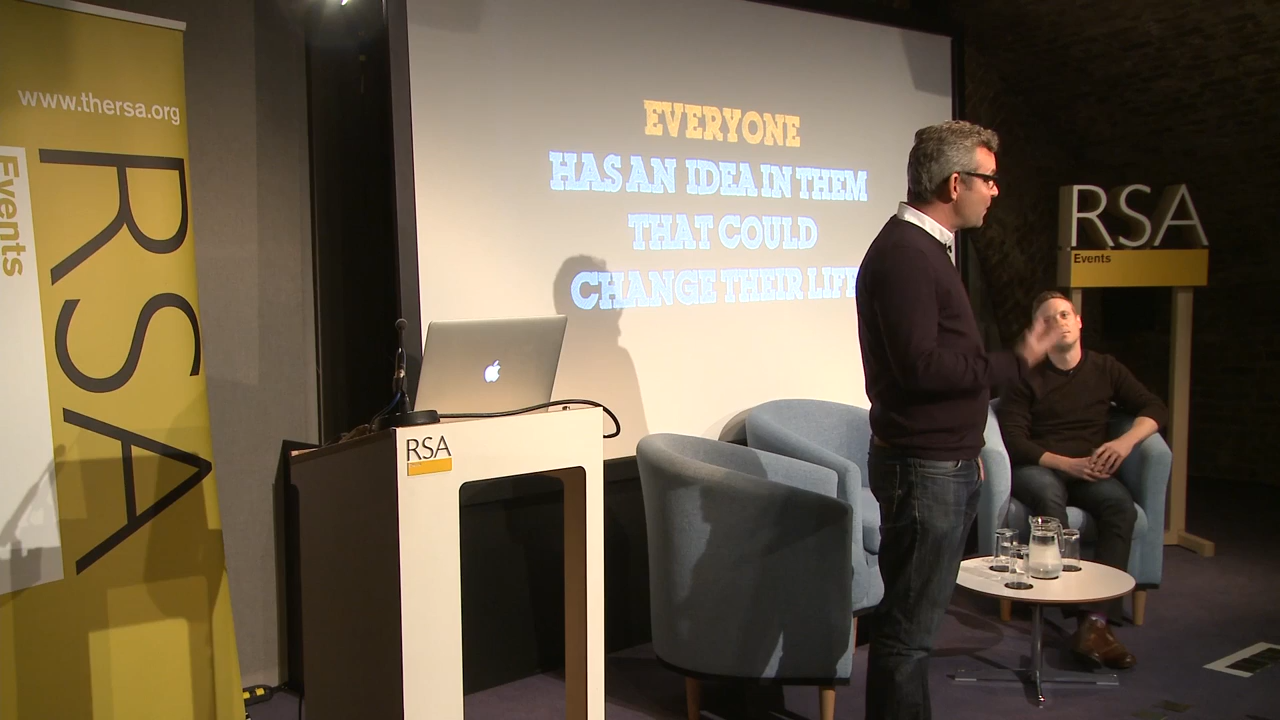 www.thersa.org
RSA
Events
EVERYONE
HAS AN IDEA IN THEM
THAT COULD
CHANGE THEIR LIFE
RSA
RSA
Events